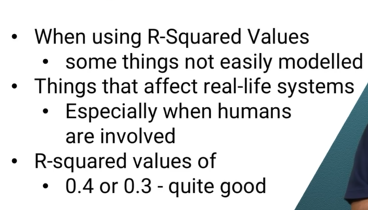 • When using R-Squared Values
• some things not easily modelled
• Things that affect real-life systems
• Especially when humans
are involved
• R-squared values of
• 0.4 or 0.3 - quite good